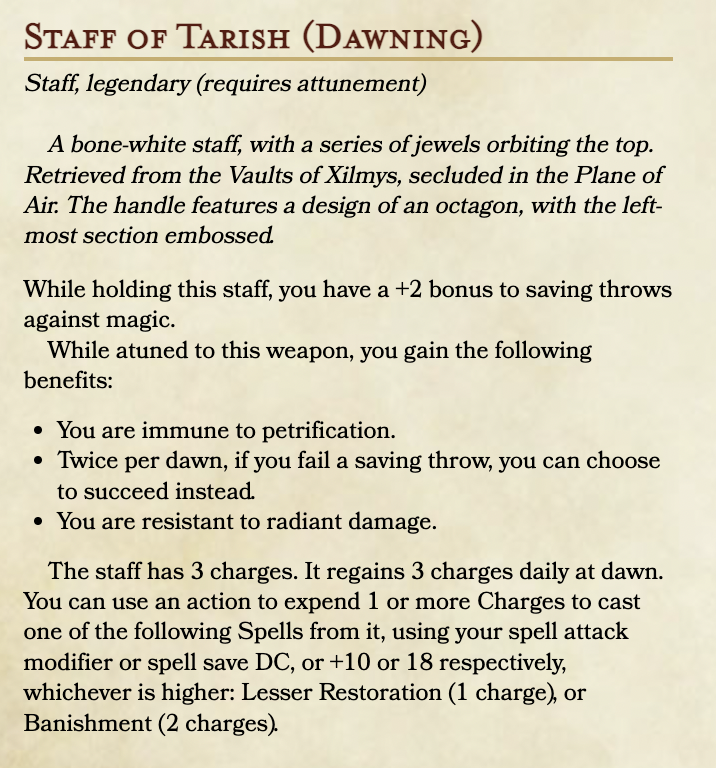 Staff of Tarish (Dawning)
Staff, legendary (requires attunement)
A bone-white staff, with a series of jewels orbiting the top.
Retrieved from the Vaults of Xilmys, secluded in the Plane of
Air. The handle features a design of an octagon, with the left-
most section embossed.
While holding this staff, you have a +2 bonus to saving throws
against magic.
While atuned to this weapon, you gain the following
benefits:
• You are immune to petrification.
• Twice per dawn, if you fail a saving throw, you can choose
to succeed instead.
• You are resistant to radiant damage.
The staff has 3 charges. It regains 3 charges daily at dawn.
You can use an action to expend 1 or more Charges to cast
one of the following Spells from it, using your spell attack
modifier or spell save DC, or +10 or 18 respectively,
whichever is higher: Lesser Restoration (1 charge), or
Banishment (2 charges).